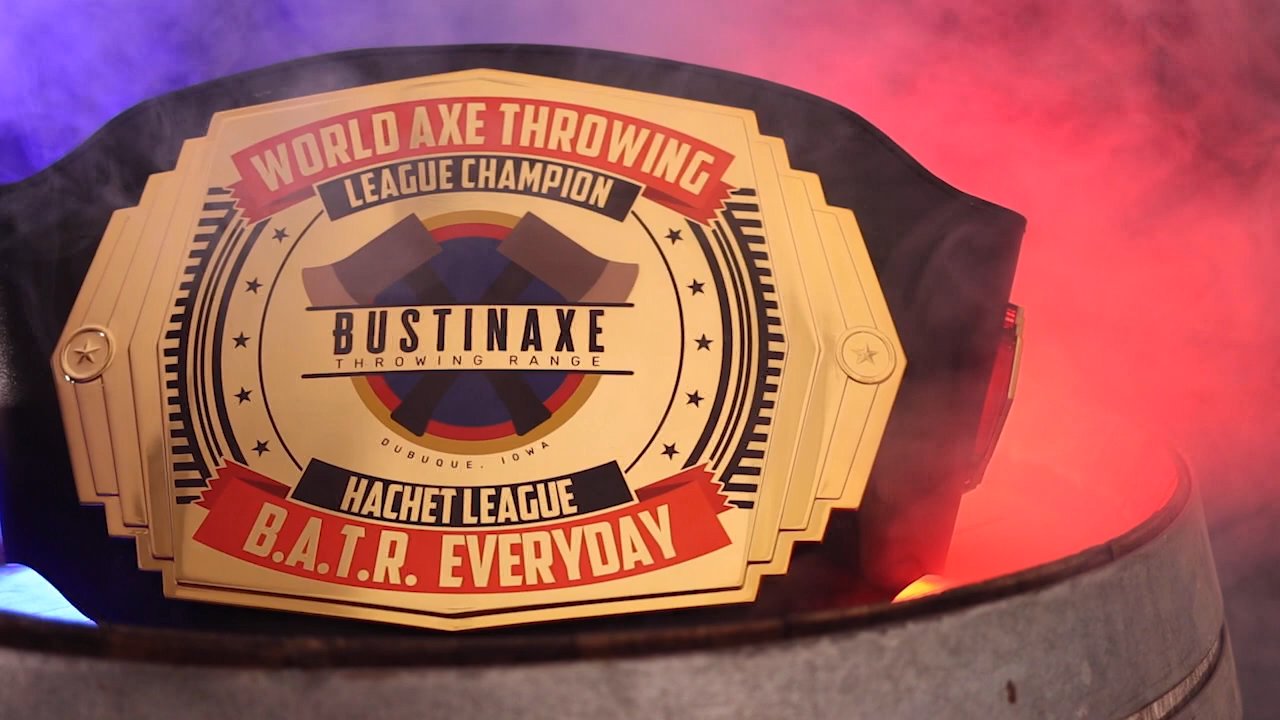 WORLD AXE THROWING
LEAGUE CHAMPION
BUSTINAXE
THROWING RANGE
DUBUQUE, IOWA
HACHET LEAGUE
B.A.T.R. EVERYDAY